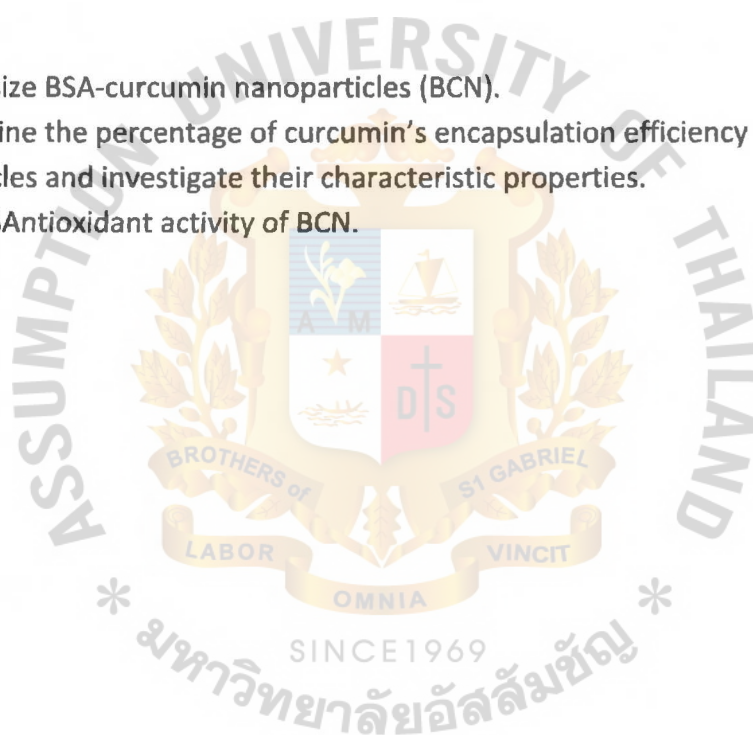 size BSA-curcumin nanoparticles (BCN).
ine the percentage of curcumin's encapsulation efficiency
cles and investigate their characteristic properties.
Antioxidant activity of BCN.
ASSUMPTION UNIVERSITY OF THAILAND
A M
D S
BROTHERS of
S1 GABRIEL
LABOR
VINCIT
OMNIA
SINCE1969
* มหาวิทยาลัยอัสสัมชัญ *